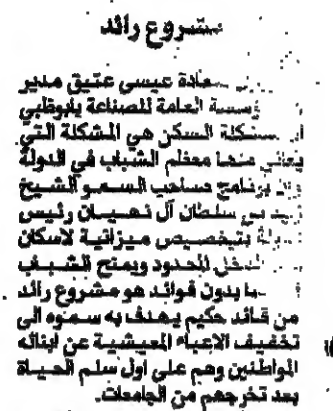 مشروع رائد
سعادة عيسى عتيق مدير
المؤسسة العامة للصناعة بابوظبي
مشكلة السكن هي المشكلة التي
يعاني منها معظم الشباب في الدولة
برنامج صاحب السمو الشيخ
بن سلطان آل نهيان رئيس
بتخصيص ميزانية لاسكان
الدخل المحدود ويمنح الشباب
بدون فوائد هو مشروع رائد
من قائد حكيم يهدف به سموه الى
تخفيف الاعباء المعيشية عن ابنائه
المواطنين وهم على اول سلم الحياة
بعد تخرجهم من الجامعات.